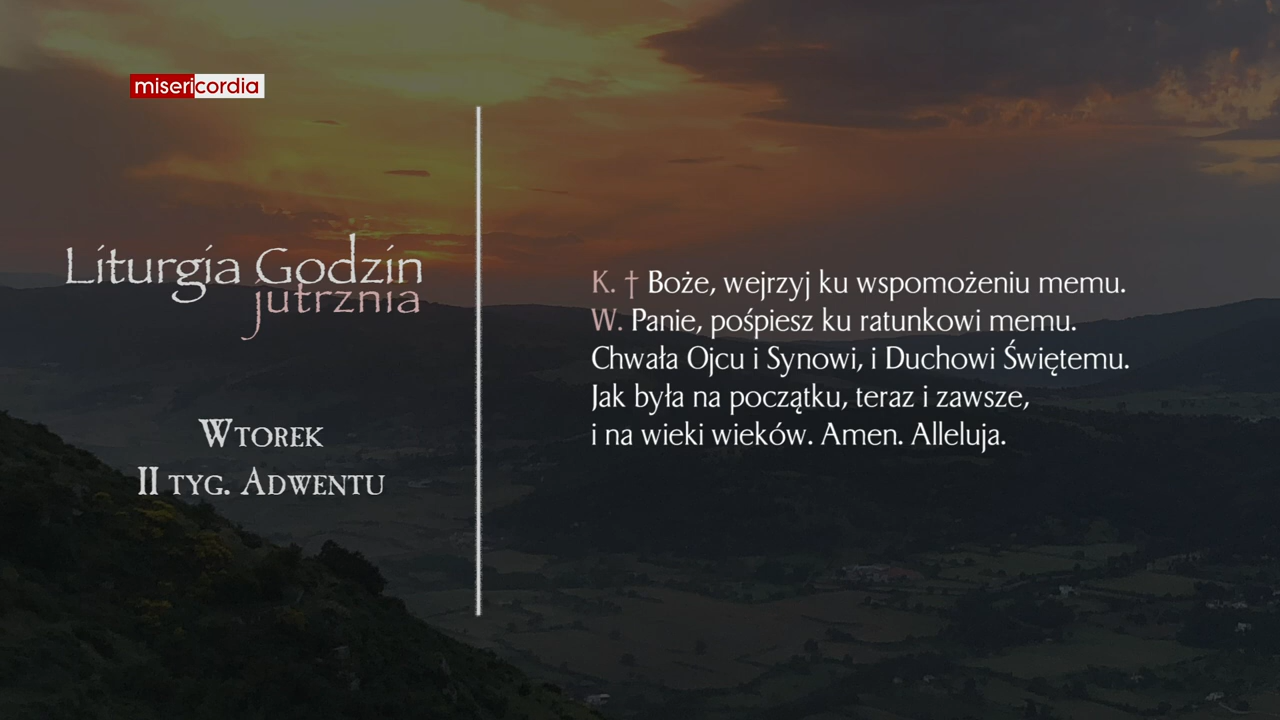 misericordia
Liturgia Godzin
jutrznia
Wtorek
II tyg. Adwentu
K. † Boże, wejrzyj ku wspomożeniu memu.
W. Panie, pośpiesz ku ratunkowi memu.
Chwała Ojcu i Synowi, i Duchowi Świętemu.
Jak była na początku, teraz i zawsze,
i na wieki wieków. Amen. Alleluja.